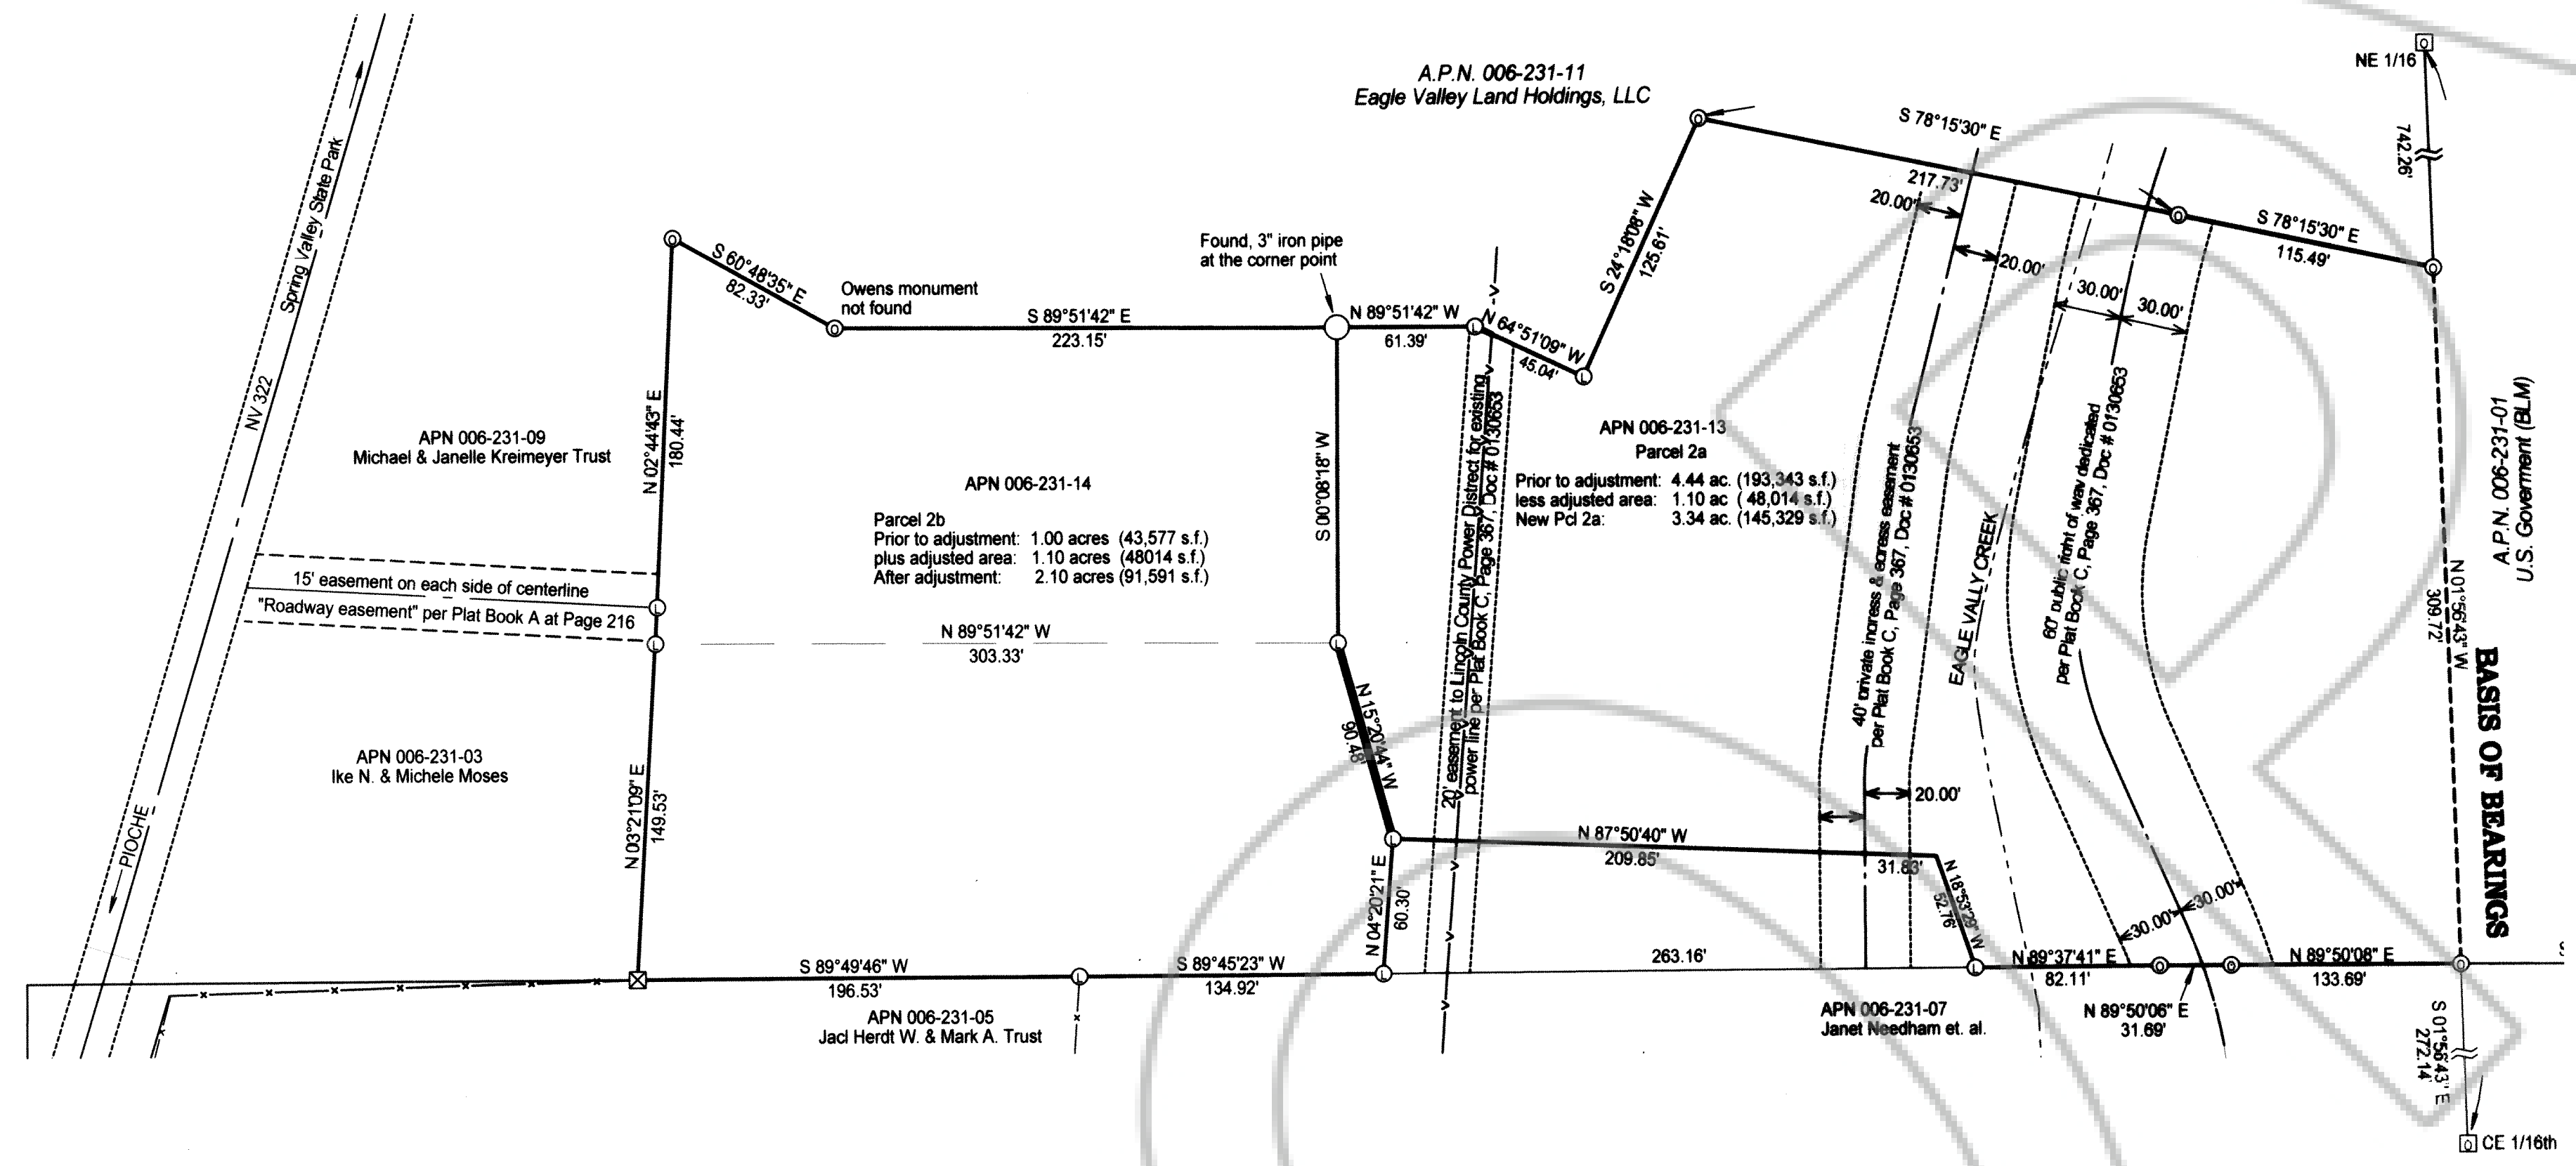 A.P.N. 006-231-11
Eagle Valley Land Holdings, LLC
NE 1/16
742.26'
S 78°15'30" E
217.73'
20.00'
20.00'
S 78°15'30" E
115.49'
30.00'
30.00'
Spring Valley State Park
NV 322
PIOCHE
S 60°48'35" E
82.33'
Owens monument
not found
Found, 3" iron pipe
at the corner point
S 89°51'42" E
223.15'
N 89°51'42" W
61.39'
N 64°51'09" W
45.04'
S 24°18'08" W
125.61'
N 02°44'43" E
180.44'
APN 006-231-09
Michael & Janelle Kreimeyer Trust
APN 006-231-14
Parcel 2b
Prior to adjustment: 1.00 acres (43,577 s.f.)
plus adjusted area: 1.10 acres (48014 s.f.)
After adjustment: 2.10 acres (91,591 s.f.)
S 00°08'18" W
APN 006-231-13
Parcel 2a
Prior to adjustment: 4.44 ac. (193,343 s.f.)
less adjusted area: 1.10 ac ( 48,014 s.f.)
New Pcl 2a: 3.34 ac. (145,329 s.f.)
20' easement to Lincoln County Power Distrect for existing
power line per Plat Book C, Page 367, Doc # 0130653
40' private ingress & egress easement
per Plat Book C, Page 367, Doc # 0130653
EAGLE VALLY CREEK
60' public right of way dedicated
per Plat Book C, Page 367, Doc # 0130653
A.P.N. 006-231-01
U.S. Goverment (BLM)
N 01°56'43" W
309.72'
BASIS OF BEARINGS
15' easement on each side of centerline
"Roadway easement" per Plat Book A at Page 216
N 89°51'42" W
303.33'
N 15°20'44" W
90.48'
APN 006-231-03
Ike N. & Michele Moses
N 03°21'09" E
149.53'
20.00'
N 87°50'40" W
209.85'
31.83'
N 18°53'29" W
52.76'
N 04°20'21" E
60.30'
30.00'
30.00'
S 89°49'46" W
196.53'
S 89°45'23" W
134.92'
263.16'
N 89°37'41" E
82.11'
N 89°50'06" E
31.69'
N 89°50'08" E
133.69'
APN 006-231-05
Jacl Herdt W. & Mark A. Trust
APN 006-231-07
Janet Needham et. al.
S 01°56'43" E
272.14'
CE 1/16th